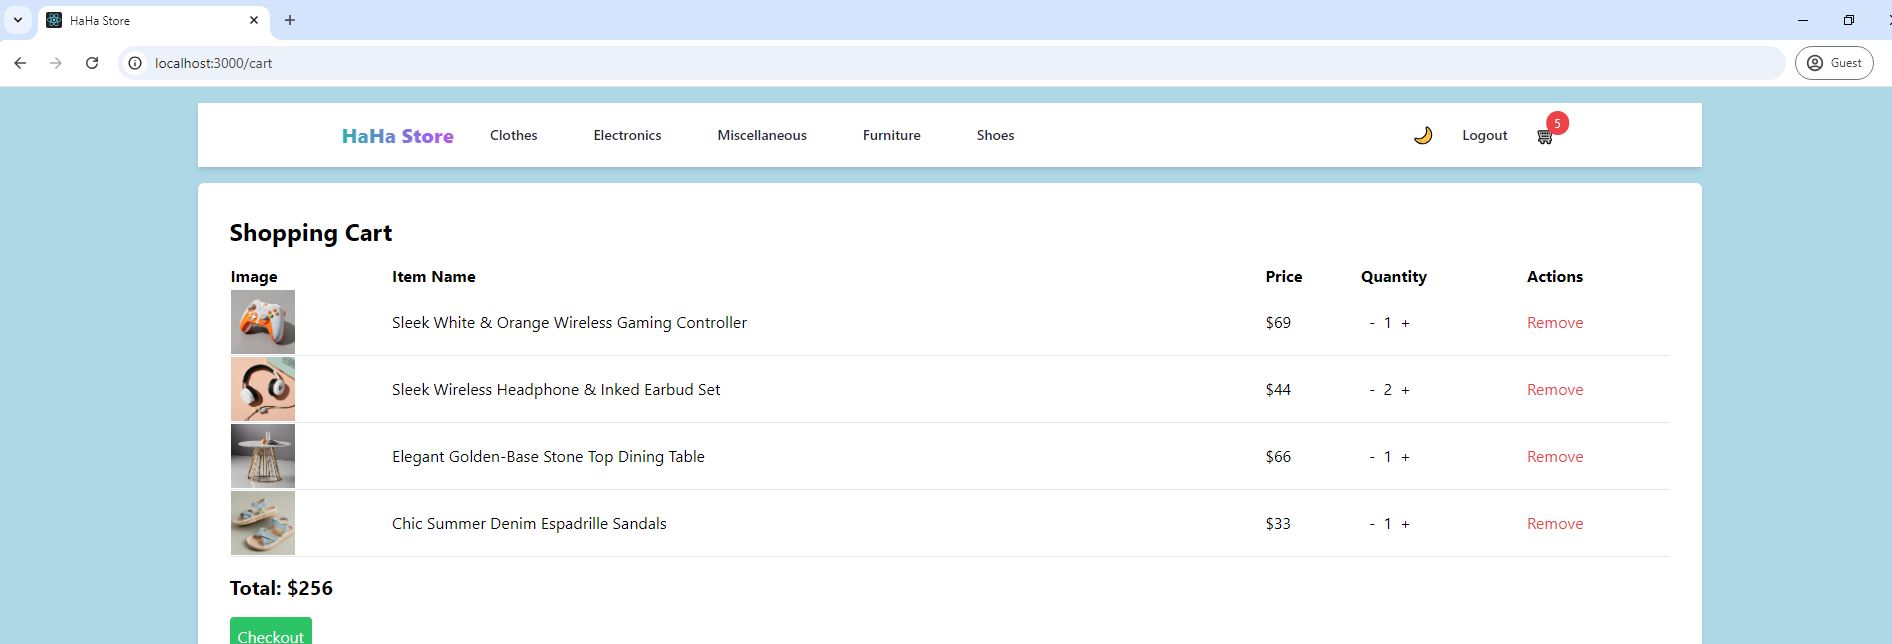 HaHa Store
localhost:3000/cart
Guest
HaHa Store Clothes Electronics Miscellaneous Furniture Shoes Logout 5
Shopping Cart
Image Item Name Price Quantity Actions
Sleek White & Orange Wireless Gaming Controller $69 - 1 + Remove
Sleek Wireless Headphone & Inked Earbud Set $44 - 2 + Remove
Elegant Golden-Base Stone Top Dining Table $66 - 1 + Remove
Chic Summer Denim Espadrille Sandals $33 - 1 + Remove
Total: $256
Checkout